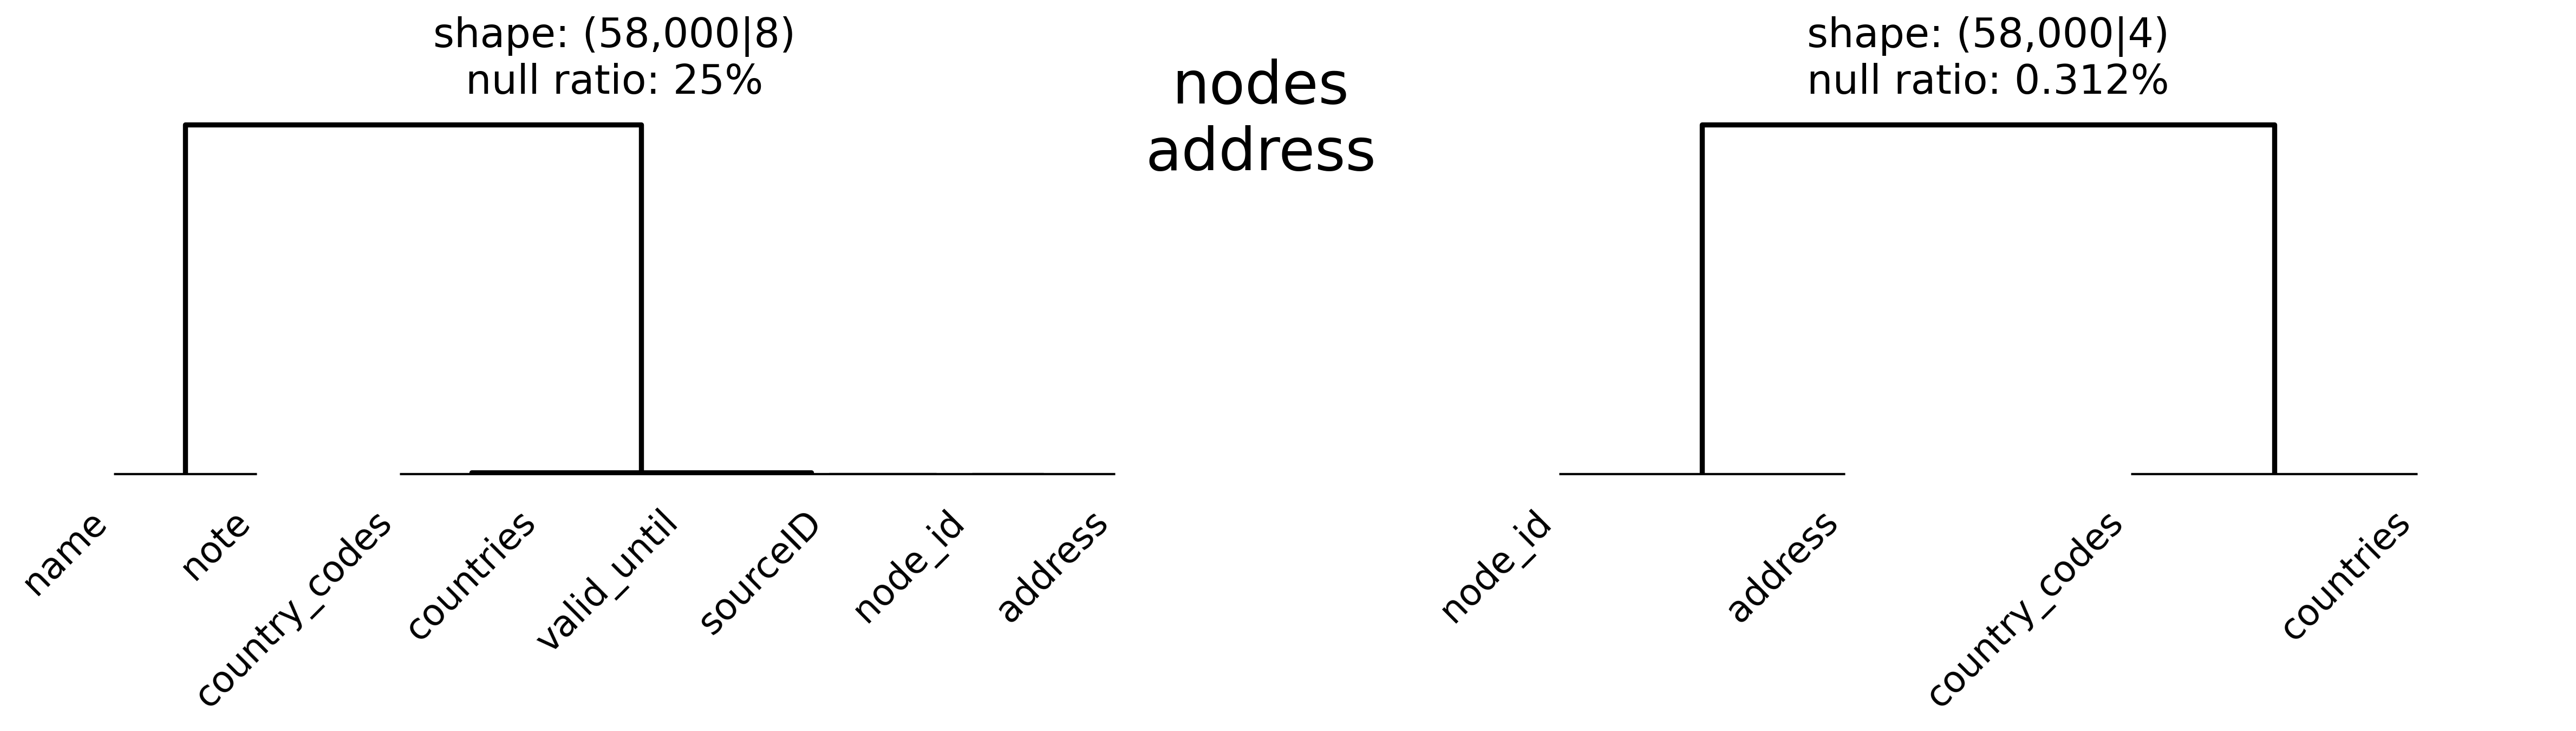 shape: (58,000|8)
null ratio: 25%
nodes
address
shape: (58,000|4)
null ratio: 0.312%
name
note
country_codes
countries
valid_until
sourceID
node_id
address
node_id
address
country_codes
countries